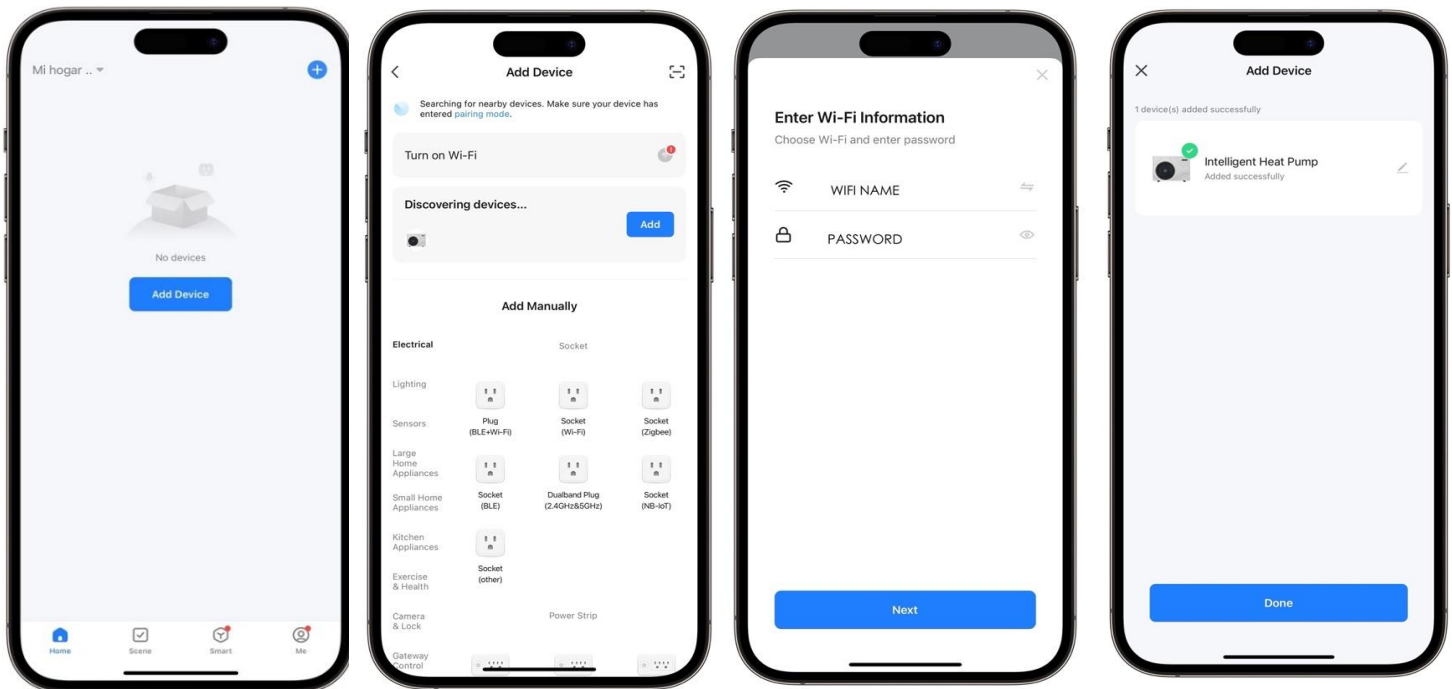 Mi hogar ..
No devices
Add Device
Home
Scene
Smart
Me
Add Device
Searching for nearby devices. Make sure your device has
entered pairing mode.
Turn on Wi-Fi
Discovering devices...
Add
Add Manually
Electrical
Socket
Lighting
Sensors
Plug
(BLE+Wi-Fi)
Socket
(Wi-Fi)
Socket
(Zigbee)
Large
Home
Appliances
Small Home
Appliances
Socket
(BLE)
Dualband Plug
(2.4GHz&5GHz)
Socket
(NB-IoT)
Kitchen
Appliances
Socket
(other)
Exercise
& Health
Camera
& Lock
Power Strip
Gateway
Control
Enter Wi-Fi Information
Choose Wi-Fi and enter password
WIFI NAME
PASSWORD
Next
Add Device
1 device(s) added successfully
Intelligent Heat Pump
Added successfully
Done